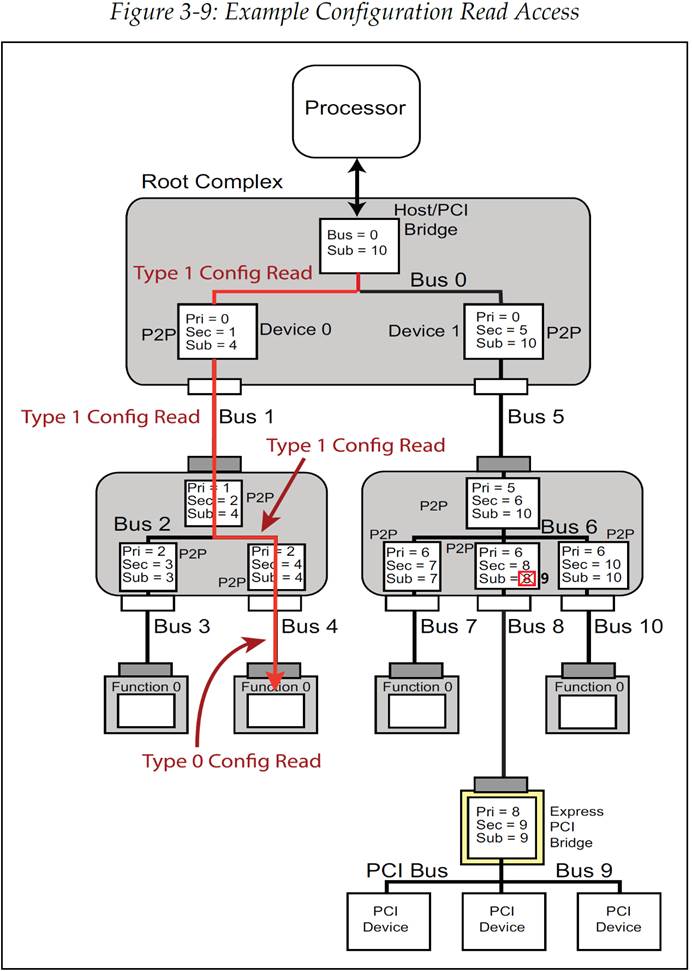 Figure 3-9: Example Configuration Read Access
Processor
Root Complex
Host/PCI
Bridge
Bus = 0
Sub = 10
Type 1 Config Read
Bus 0
P2P
Pri = 0
Sec = 1
Sub = 4
Device 0
Device 1
Pri = 0
Sec = 5
Sub = 10
P2P
Type 1 Config Read
Bus 1
Bus 5
Type 1 Config Read
Pri = 1
Sec = 2
Sub = 4
P2P
Bus 2
Pri = 2
Sec = 3
Sub = 3
P2P
P2P
Pri = 2
Sec = 4
Sub = 4
P2P
Pri = 5
Sec = 6
Sub = 10
Bus 6
P2P
Pri = 6
Sec = 7
Sub = 7
P2P
Pri = 6
Sec = 8
Sub = 8 9
P2P
Pri = 6
Sec = 10
Sub = 10
Bus 3
Bus 4
Bus 7
Bus 8
Bus 10
Function 0
Function 0
Function 0
Function 0
Type 0 Config Read
Pri = 8
Sec = 9
Sub = 9
Express
PCI
Bridge
PCI Bus
Bus 9
PCI
Device
PCI
Device
PCI
Device